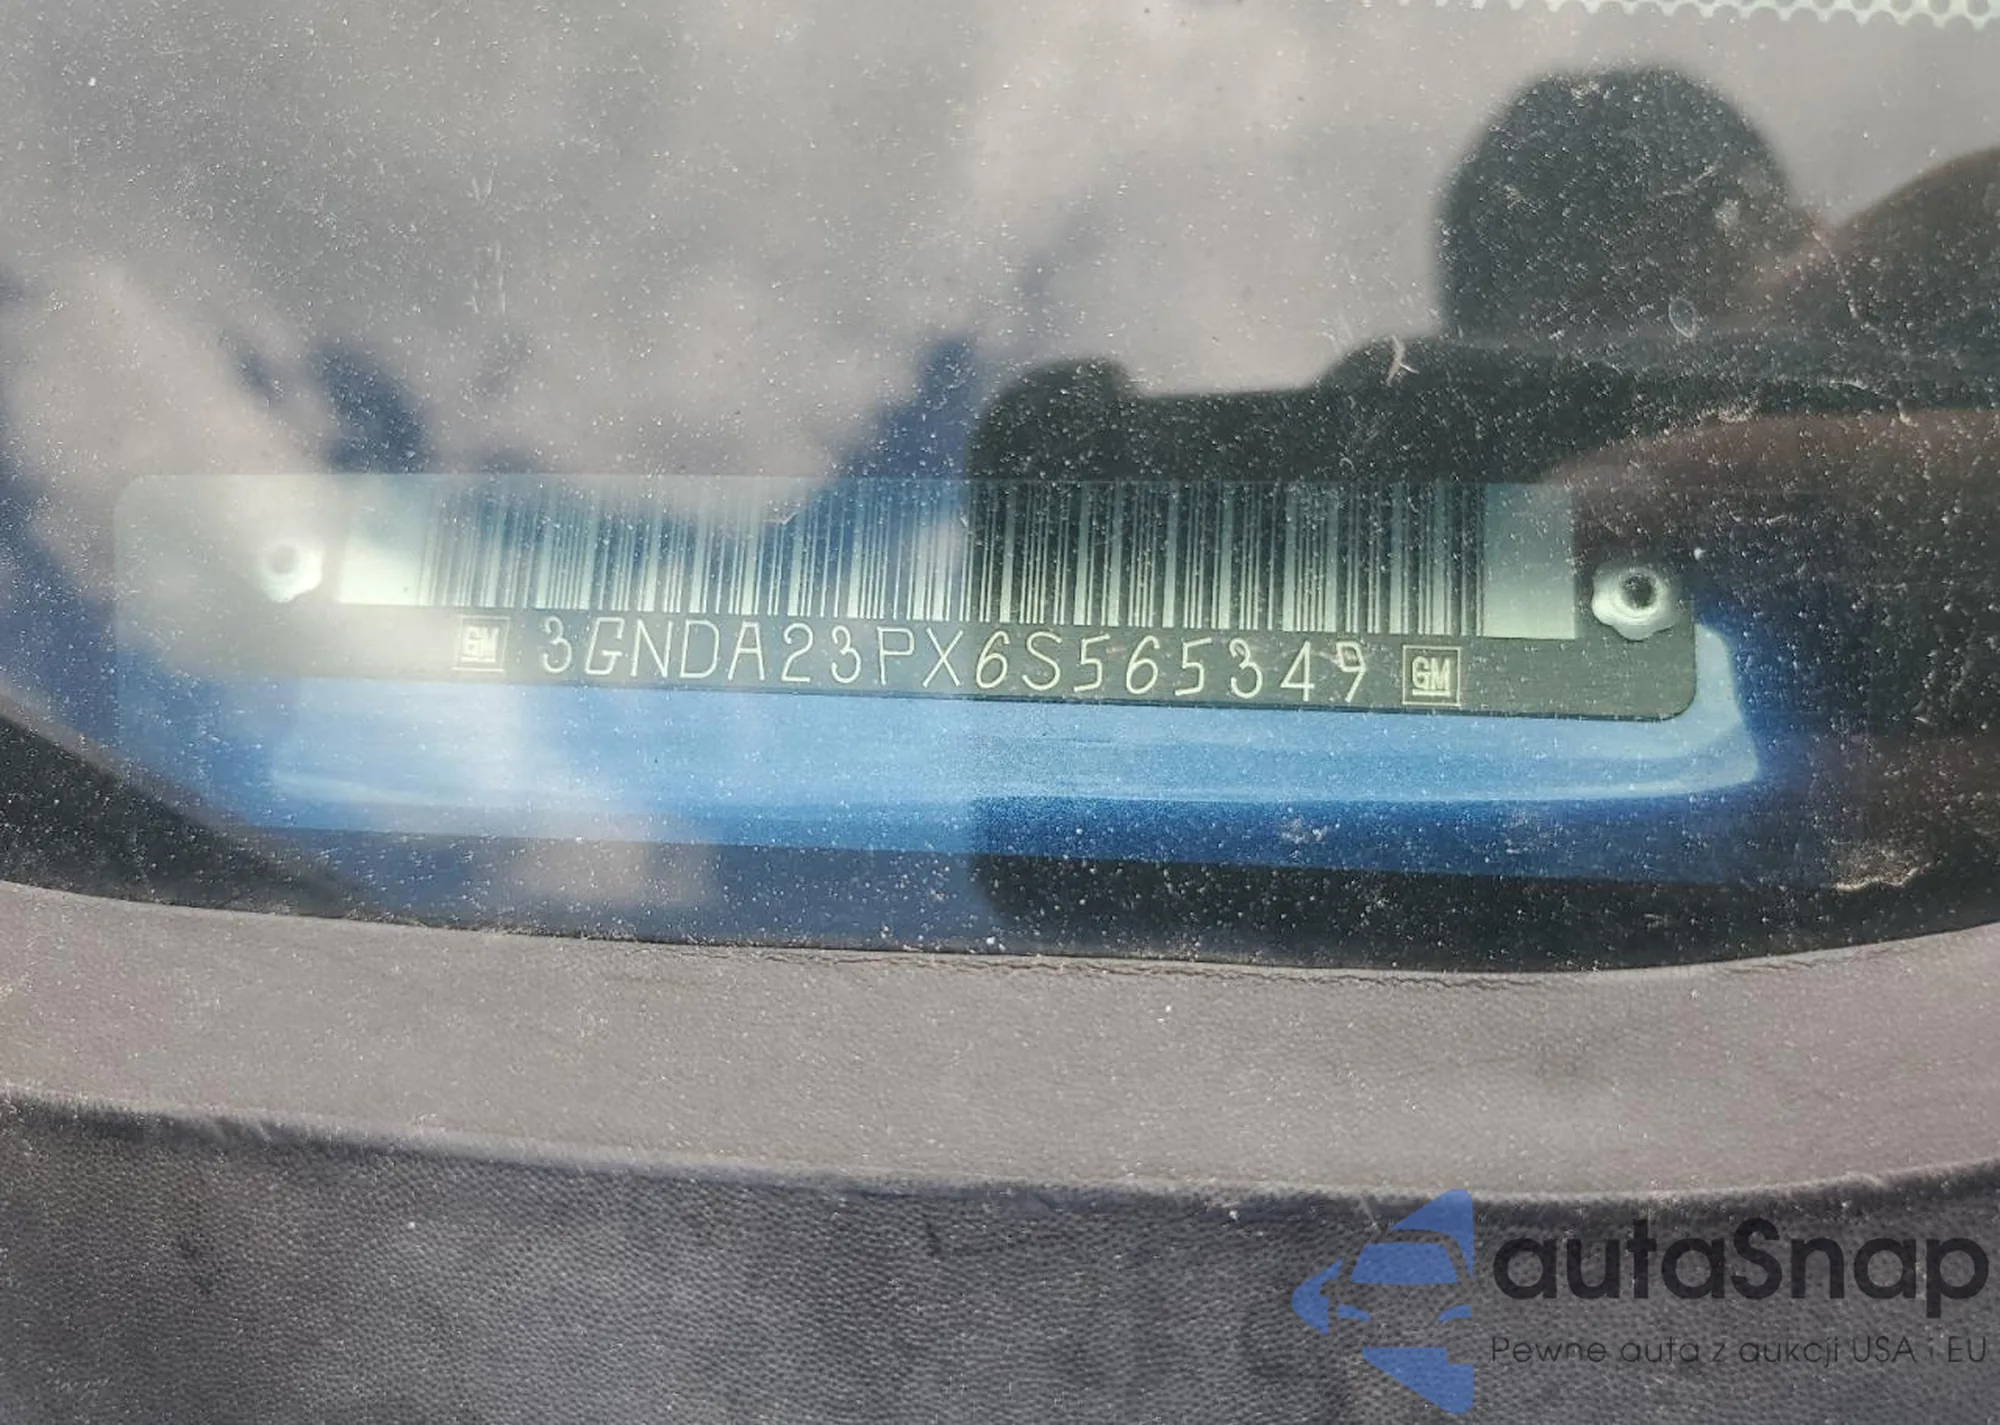 GM 3GNDA23PX6S565349 GM
autaSnap
Pewne auta z aukcji USA i EU